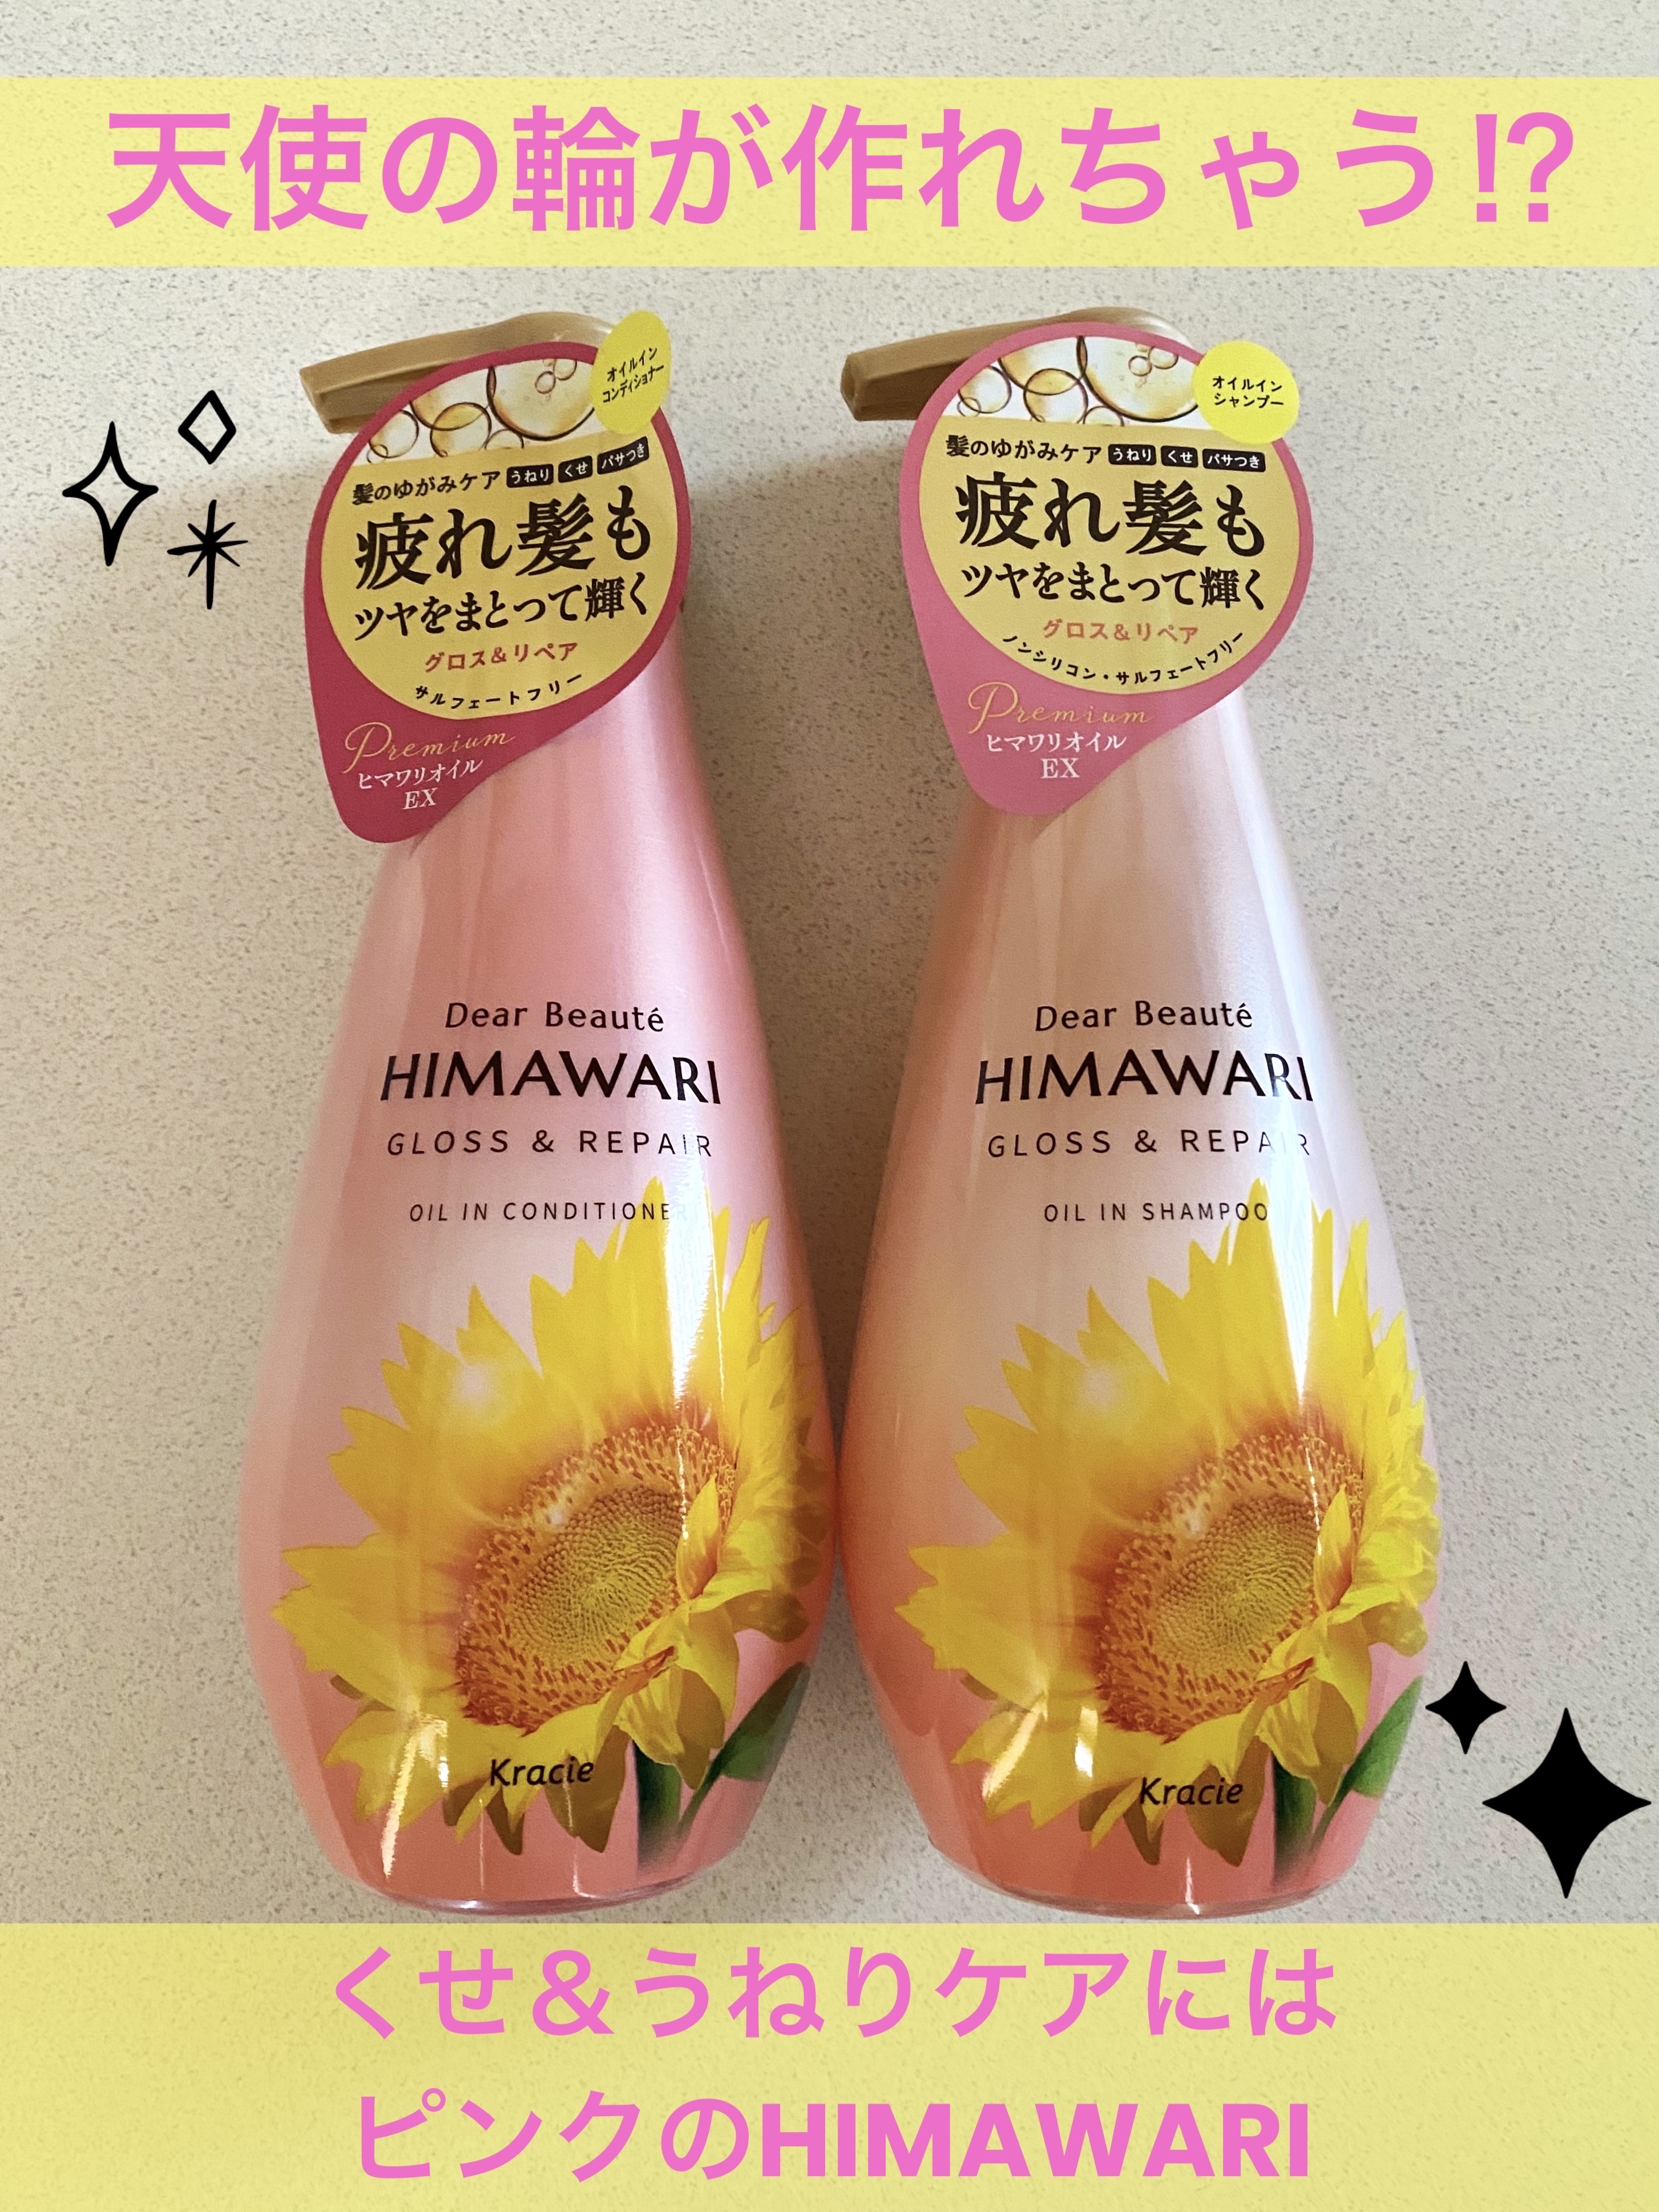 天使の輪が作れちゃう⁉
オイルイン
コンディショナー
髪のゆがみケア うねり くせ パサつき
疲れ髪も
ツヤをまとって輝く
グロス&リペア
サルフェートフリー
Premium
ヒマワリオイル
EX
Dear Beauté
HIMAWARI
GLOSS & REPAIR
OIL IN CONDITIONER
Kracie
オイルイン
シャンプー
髪のゆがみケア うねり くせ パサつき
疲れ髪も
ツヤをまとって輝く
グロス&リペア
ノンシリコン・サルフェートフリー
Premium
ヒマワリオイル
EX
Dear Beauté
HIMAWARI
GLOSS & REPAIR
OIL IN SHAMPOO
Kracie
くせ&うねりケアには
ピンクのHIMAWARI